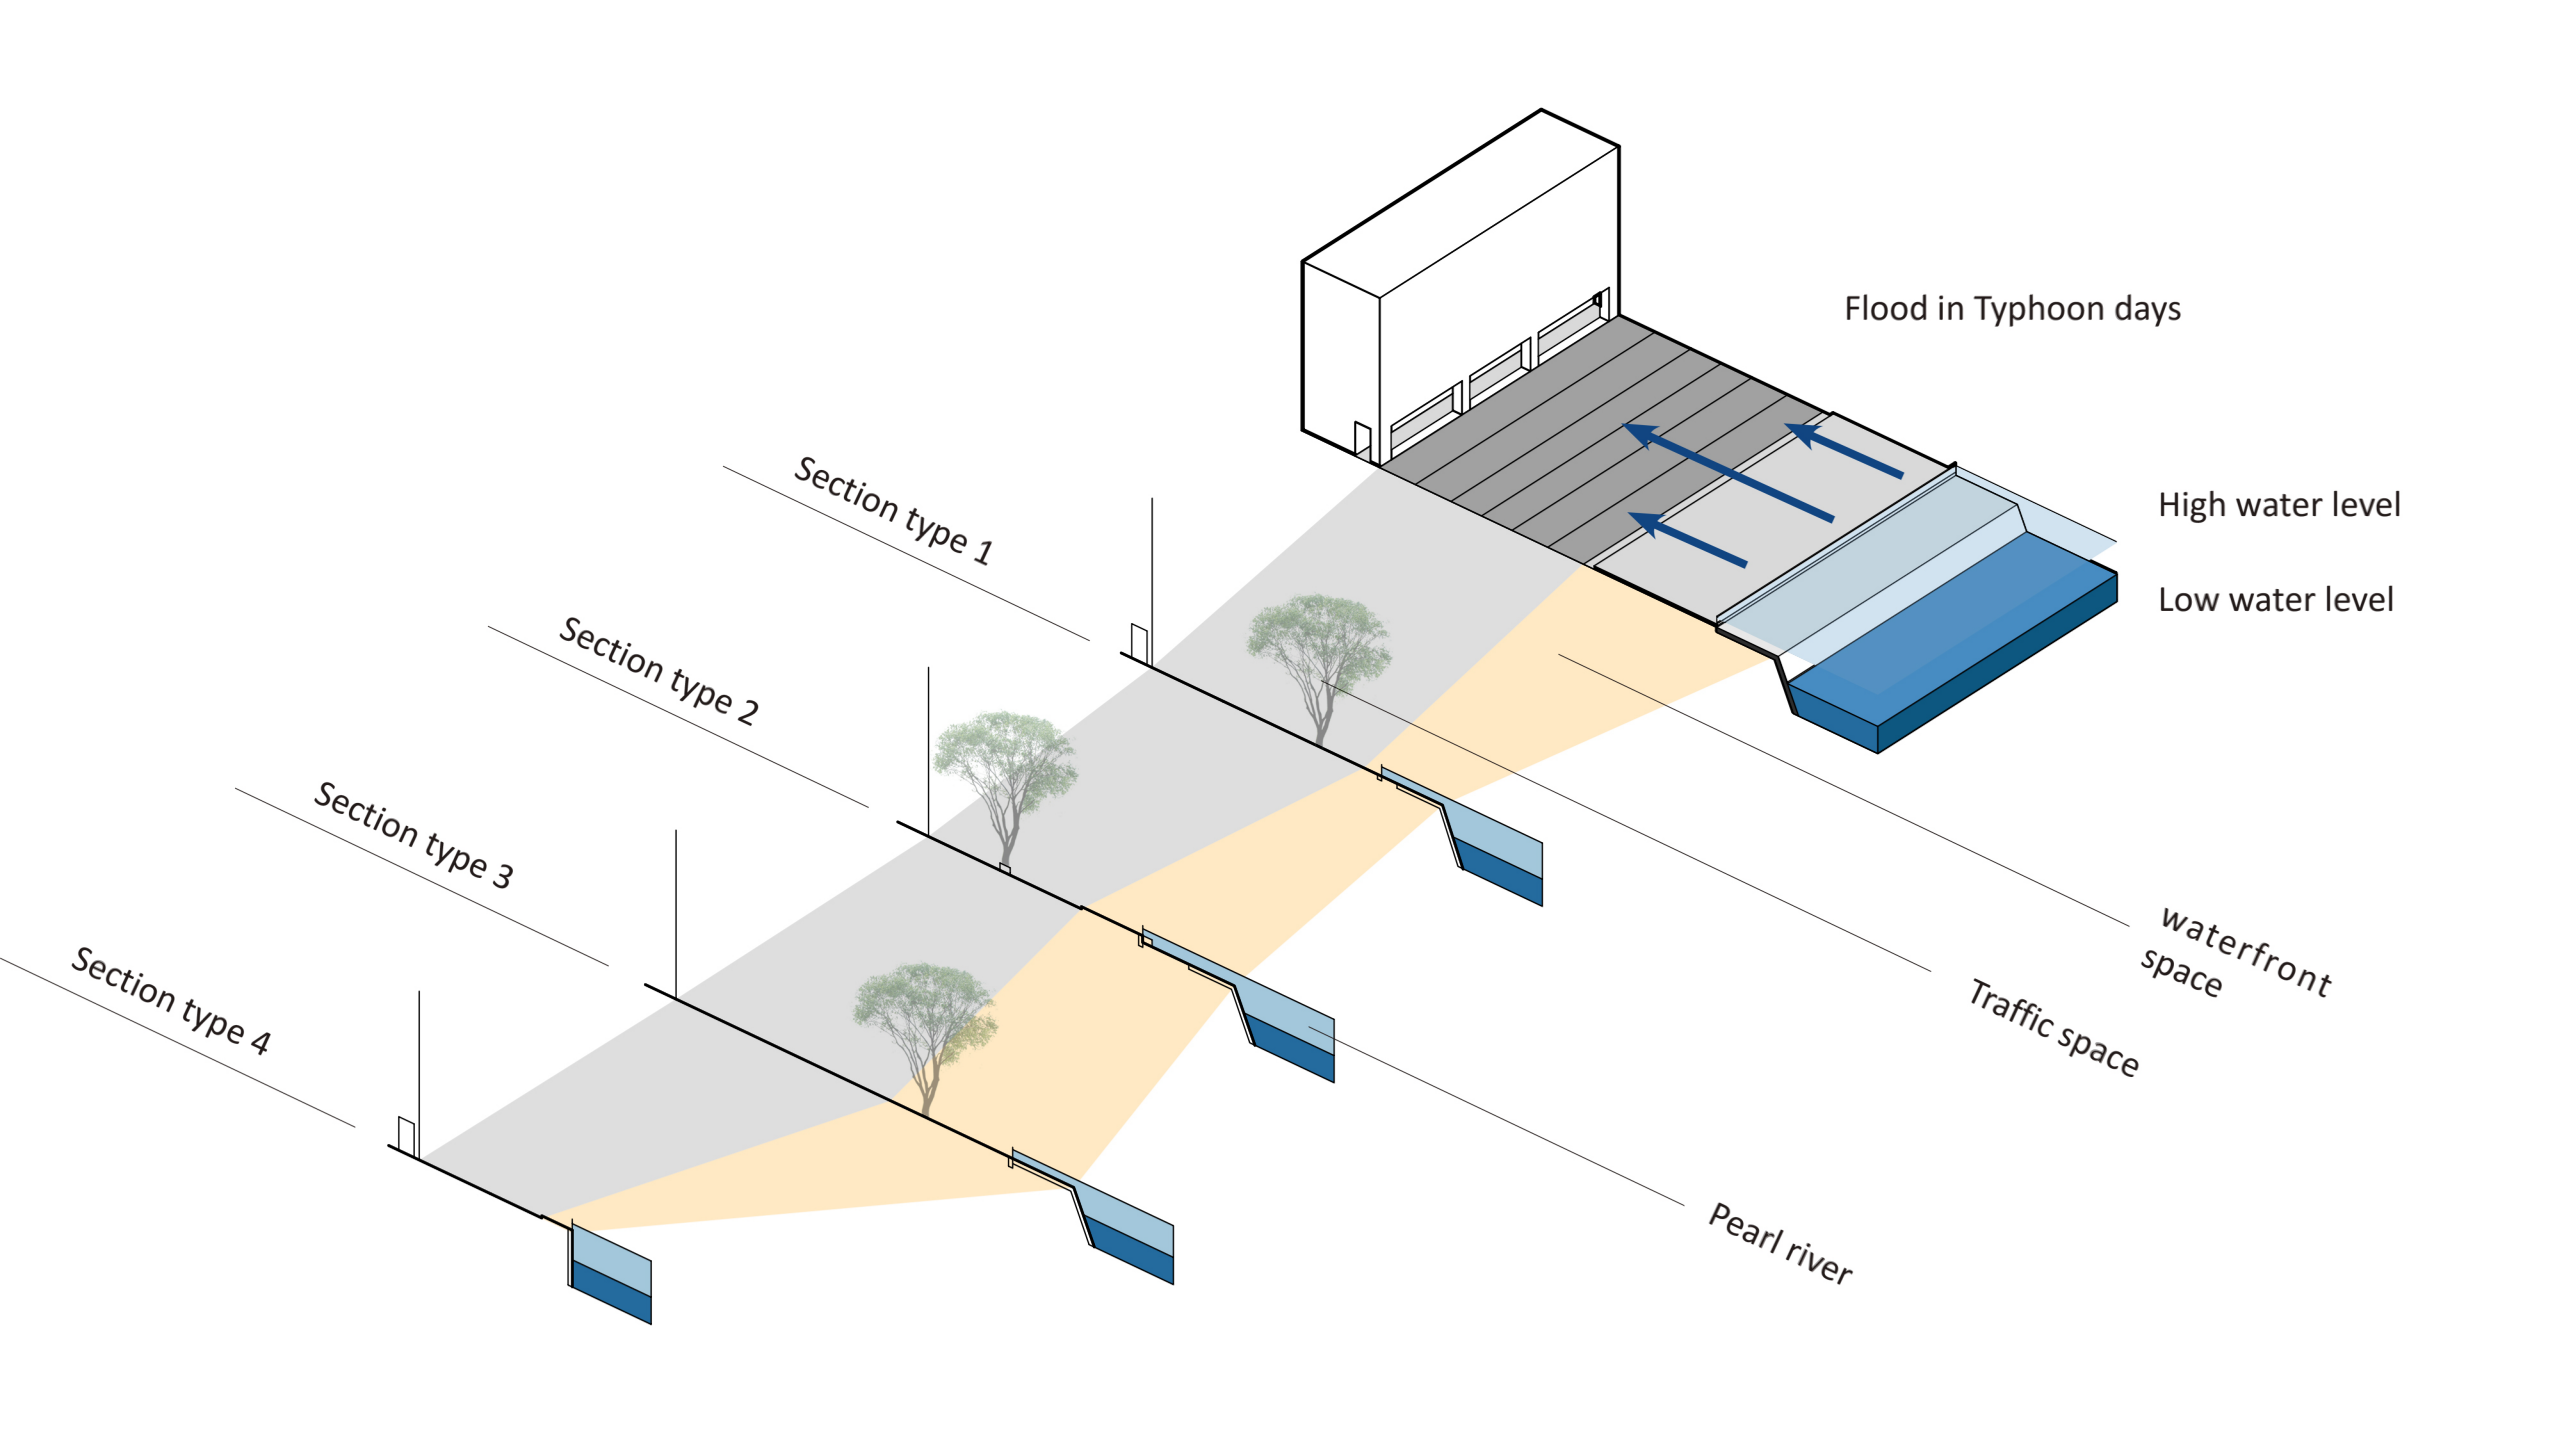 Flood in Typhoon days
High water level
Low water level
Section type 1
Section type 2
Section type 3
Section type 4
waterfront
space
Traffic space
Pearl river